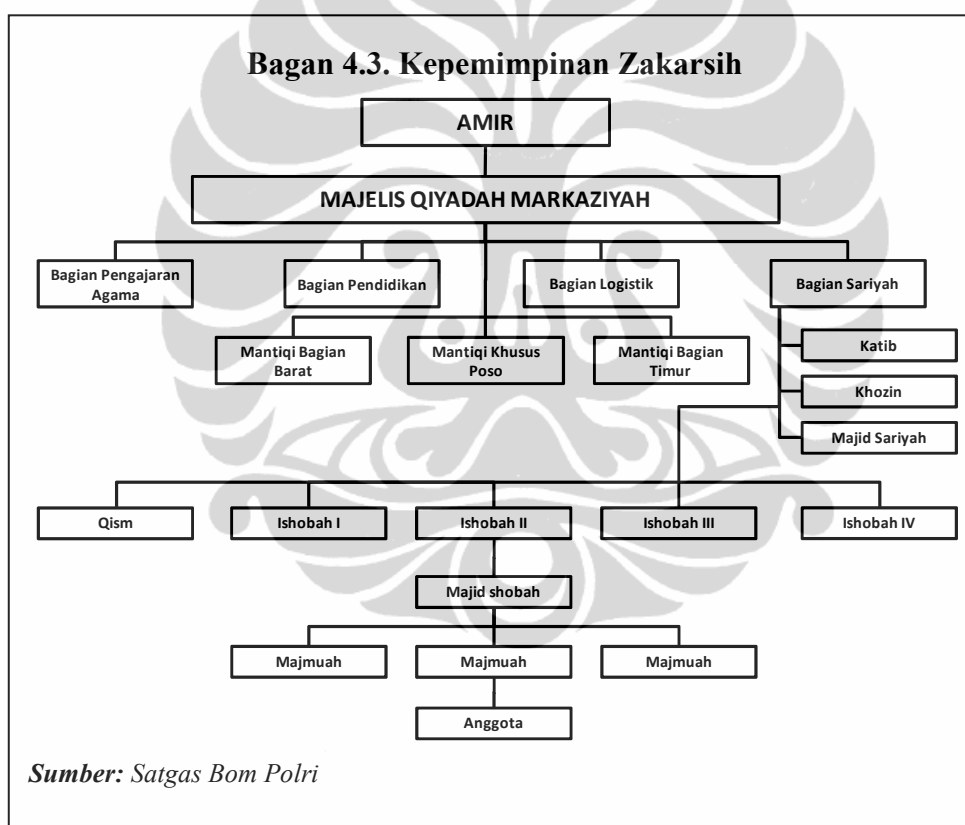 Bagan 4.3. Kepemimpinan Zakarsih
AMIR
MAJELIS QIYADAH MARKAZIYAH
Bagian Pengajaran
Agama
Bagian Pendidikan
Bagian Logistik
Bagian Sariyah
Mantiqi Bagian
Barat
Mantiqi Khusus
Poso
Mantiqi Bagian
Timur
Katib
Khozin
Majid Sariyah
Qism
Ishobah I
Ishobah II
Ishobah III
Ishobah IV
Majid shobah
Majmuah
Majmuah
Majmuah
Anggota
Sumber: Satgas Bom Polri